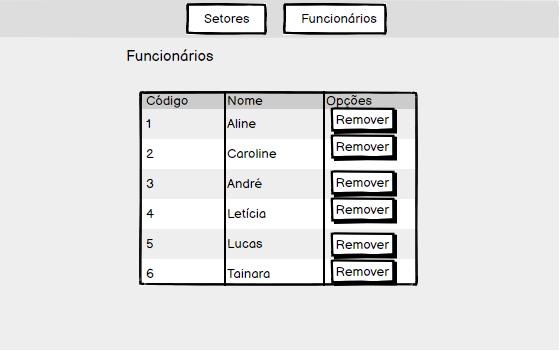 Setores Funcionários
Funcionários
Código Nome Opções
1 Aline Remover
2 Caroline Remover
3 André Remover
4 Letícia Remover
5 Lucas Remover
6 Tainara Remover